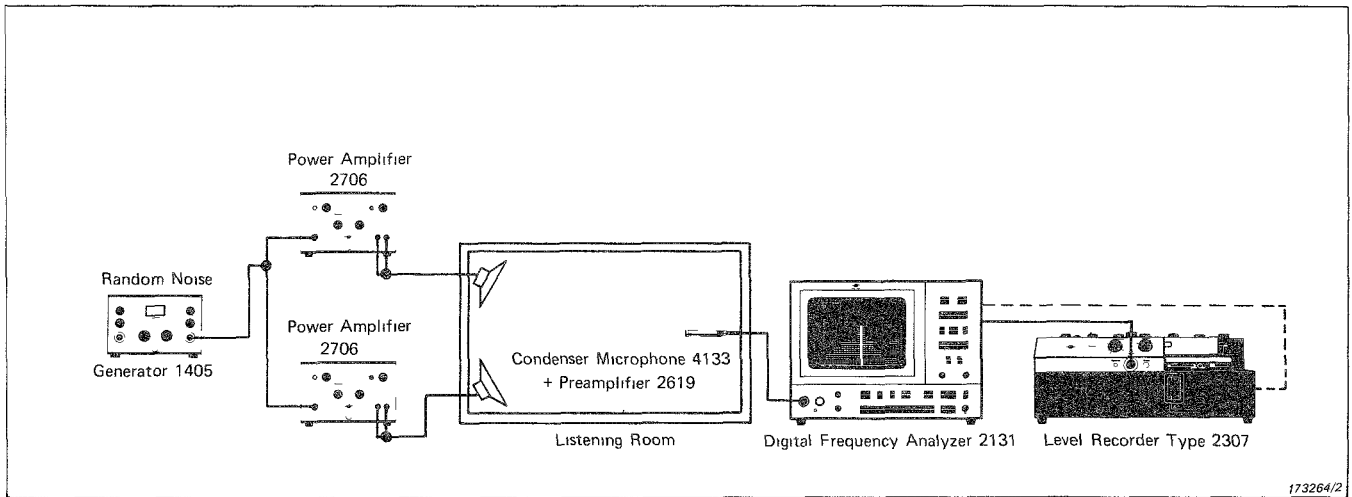 Power Amplifier
2706
Random Noise
Generator 1405
Power Amplifier
2706
Condenser Microphone 4133
+ Preamplifier 2619
Listening Room
Digital Frequency Analyzer 2131
Level Recorder Type 2307
173264/2